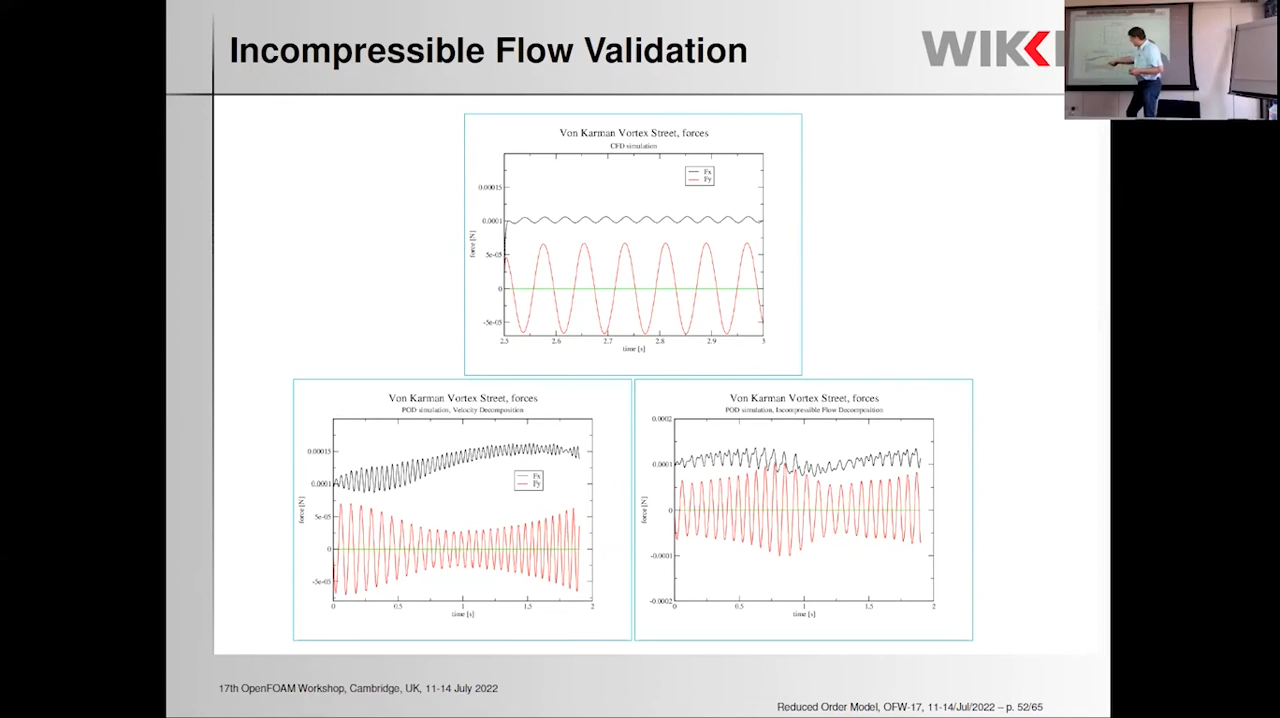 Incompressible Flow Validation
WIKK
Von Karman Vortex Street, forces
CFD simulation
Fx
Fy
0.00015
0.0001
5e-05
0
-5e-05
force [N]
2.5 2.6 2.7 2.8 2.9 3
time [s]
Von Karman Vortex Street, forces
POD simulation, Velocity Decomposition
0.00015
0.0001
5e-05
0
-5e-05
force [N]
Fx
Fy
0 0.5 1 1.5 2
time [s]
Von Karman Vortex Street, forces
POD simulation, Incompressible Flow Decomposition
0.0002
0.0001
0
-0.0001
-0.0002
force [N]
0 0.5 1 1.5 2
time [s]
17th OpenFOAM Workshop, Cambridge, UK, 11-14 July 2022
Reduced Order Model, OFW-17, 11-14/Jul/2022 – p. 52/65